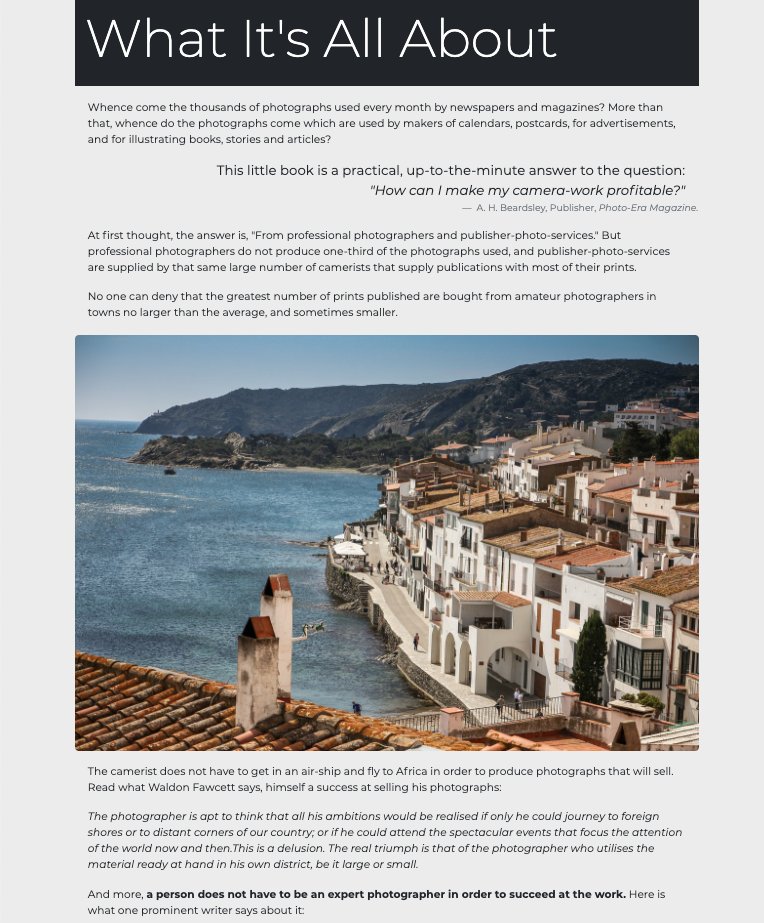 What It's All About
Whence come the thousands of photographs used every month by newspapers and magazines? More than
that, whence do the photographs come which are used by makers of calendars, postcards, for advertisements,
and for illustrating books, stories and articles?
This little book is a practical, up-to-the-minute answer to the question:
"How can I make my camera-work profitable?"
— A. H. Beardsley, Publisher, Photo-Era Magazine.
At first thought, the answer is, "From professional photographers and publisher-photo-services." But
professional photographers do not produce one-third of the photographs used, and publisher-photo-services
are supplied by that same large number of camerists that supply publications with most of their prints.
No one can deny that the greatest number of prints published are bought from amateur photographers in
towns no larger than the average, and sometimes smaller.
The camerist does not have to get in an air-ship and fly to Africa in order to produce photographs that will sell.
Read what Waldon Fawcett says, himself a success at selling his photographs:
The photographer is apt to think that all his ambitions would be realised if only he could journey to foreign
shores or to distant corners of our country; or if he could attend the spectacular events that focus the attention
of the world now and then.This is a delusion. The real triumph is that of the photographer who utilises the
material ready at hand in his own district, be it large or small.
And more, a person does not have to be an expert photographer in order to succeed at the work. Here is
what one prominent writer says about it: